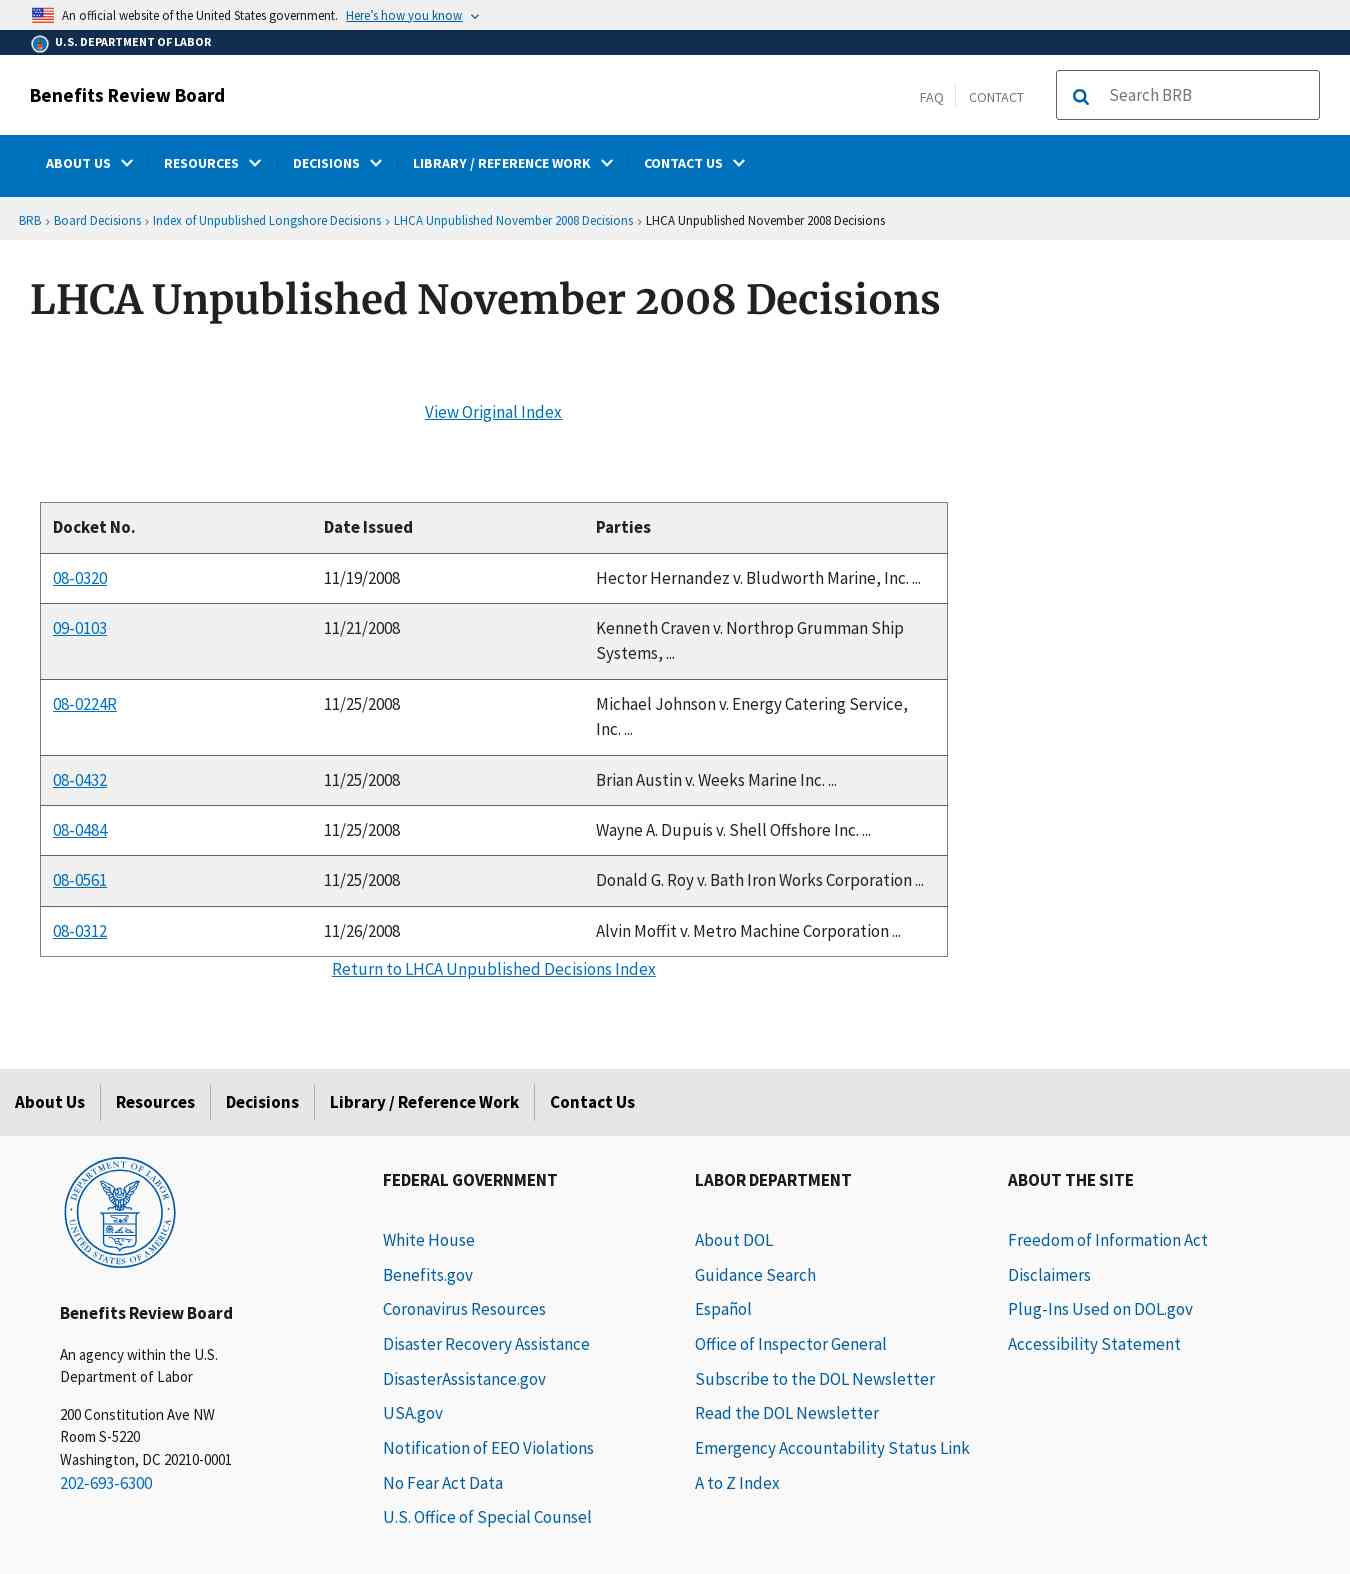 An official website of the United States government. Here's how you know
U.S. DEPARTMENT OF LABOR
Benefits Review Board
FAQ
CONTACT
Search BRB
ABOUT US
RESOURCES
DECISIONS
LIBRARY / REFERENCE WORK
CONTACT US
BRB › Board Decisions › Index of Unpublished Longshore Decisions › LHCA Unpublished November 2008 Decisions › LHCA Unpublished November 2008 Decisions
LHCA Unpublished November 2008 Decisions
View Original Index
Docket No. Date Issued Parties
08-0320 11/19/2008 Hector Hernandez v. Bludworth Marine, Inc. ...
09-0103 11/21/2008 Kenneth Craven v. Northrop Grumman Ship
Systems, ...
08-0224R 11/25/2008 Michael Johnson v. Energy Catering Service,
Inc. ...
08-0432 11/25/2008 Brian Austin v. Weeks Marine Inc. ...
08-0484 11/25/2008 Wayne A. Dupuis v. Shell Offshore Inc. ...
08-0561 11/25/2008 Donald G. Roy v. Bath Iron Works Corporation ...
08-0312 11/26/2008 Alvin Moffit v. Metro Machine Corporation ...
Return to LHCA Unpublished Decisions Index
About Us
Resources
Decisions
Library / Reference Work
Contact Us
DEPARTMENT OF LABOR
UNITED STATES OF AMERICA
Benefits Review Board
An agency within the U.S.
Department of Labor
200 Constitution Ave NW
Room S-5220
Washington, DC 20210-0001
202-693-6300
FEDERAL GOVERNMENT
White House
Benefits.gov
Coronavirus Resources
Disaster Recovery Assistance
DisasterAssistance.gov
USA.gov
Notification of EEO Violations
No Fear Act Data
U.S. Office of Special Counsel
LABOR DEPARTMENT
About DOL
Guidance Search
Español
Office of Inspector General
Subscribe to the DOL Newsletter
Read the DOL Newsletter
Emergency Accountability Status Link
A to Z Index
ABOUT THE SITE
Freedom of Information Act
Disclaimers
Plug-Ins Used on DOL.gov
Accessibility Statement